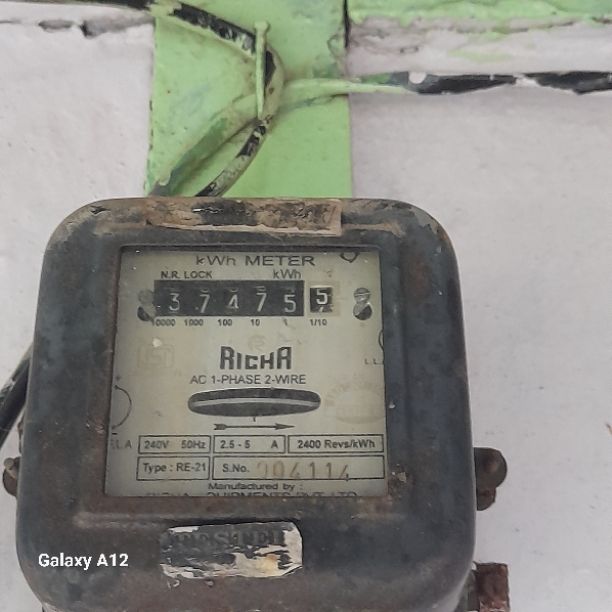 kWh METER
N.R. LOCK kWh
3 7 4 7 5 5
10000 1000 100 10 1 1/10
RICHA
AC 1-PHASE 2-WIRE
240V 50Hz 2.5 - 5 A 2400 Revs/kWh
Type : RE-21 S.No. 994114
Manufactured by :
Galaxy A12